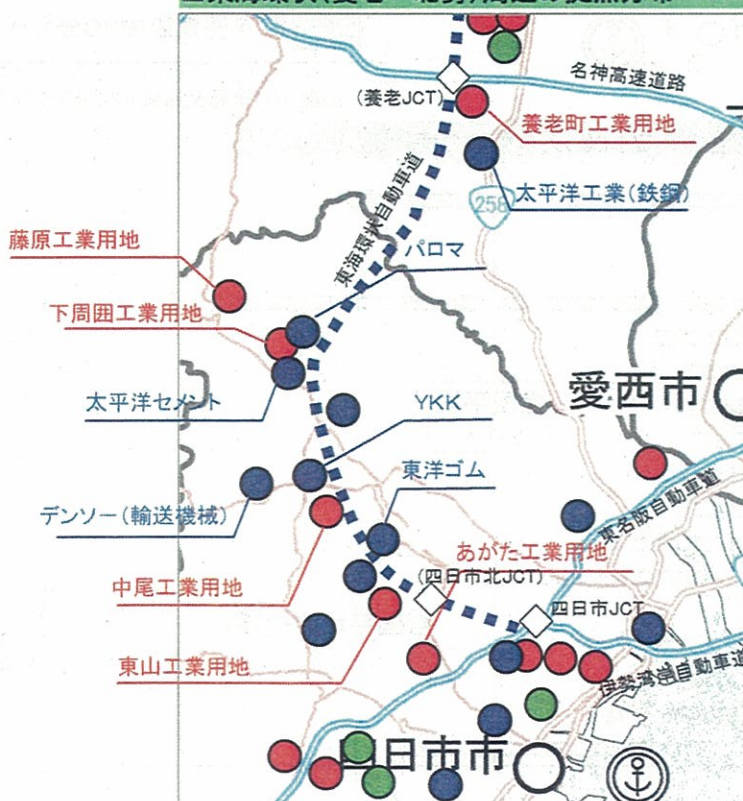 名神高速道路
(養老JCT)
養老町工業用地
太平洋工業(鉄鋼)
258
東海環状自動車道
藤原工業用地
パロマ
下周囲工業用地
太平洋セメント
愛西市
YKK
東洋ゴム
デンソー(輸送機械)
東名阪自動車道
あがた工業用地
(四日市北JCT)
中尾工業用地
四日市JCT
東山工業用地
伊勢湾岸自動車道
四日市市